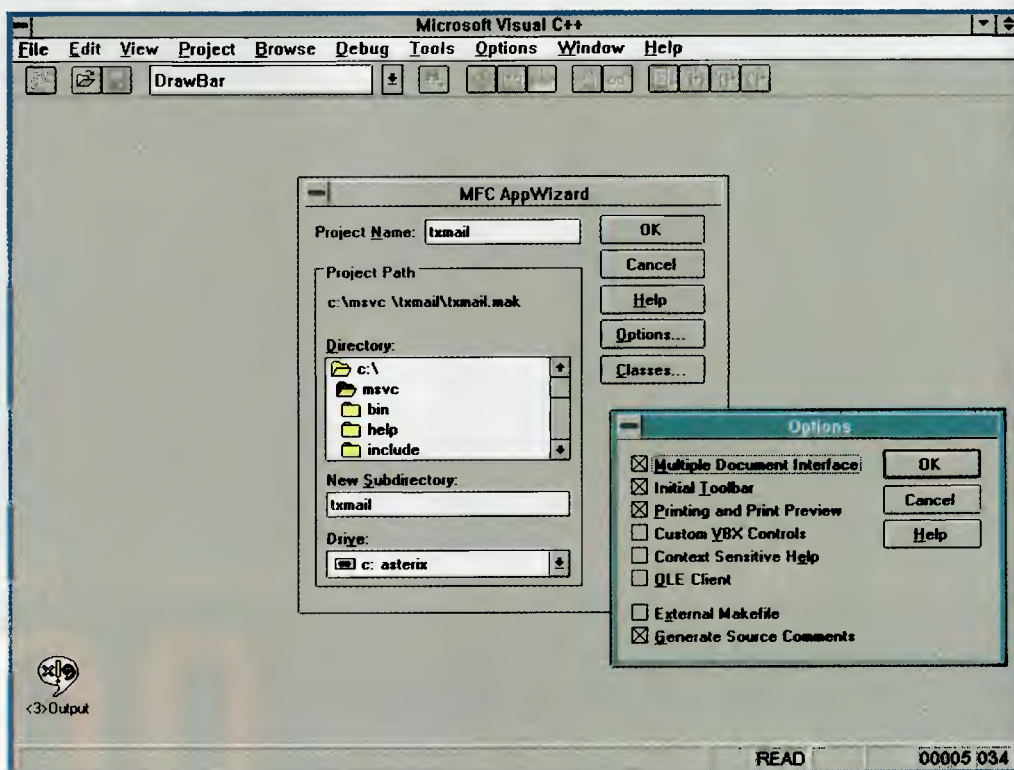 Microsoft Visual C++
File Edit View Project Browse Debug Tools Options Window Help
DrawBar
MFC AppWizard
Project Name: txmail
OK
Cancel
Help
Options...
Classes...
Project Path
c:\msvc \txmail\txmail.mak
Directory:
c:\
msvc
bin
help
include
New Subdirectory:
txmail
Drive:
c: asterix
Options
Multiple Document Interface
Initial Toolbar
Printing and Print Preview
Custom VBX Controls
Context Sensitive Help
OLE Client
External Makefile
Generate Source Comments
OK
Cancel
Help
<3>Output
READ 00005 034